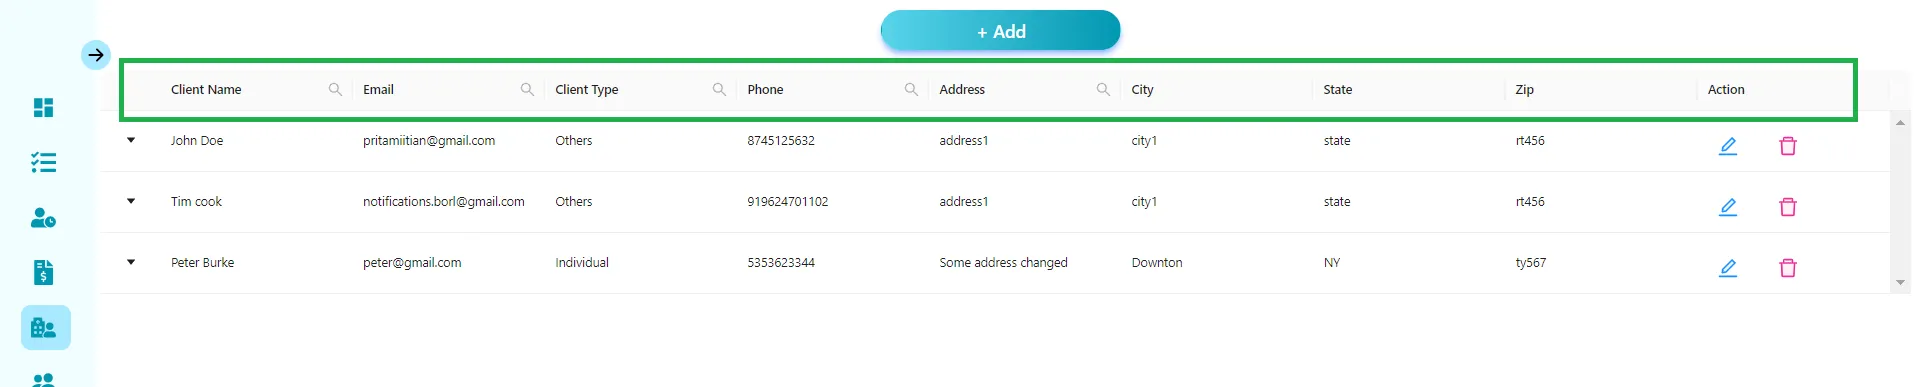 + Add
Client Name Email Client Type Phone Address City State Zip Action
John Doe pritamiitian@gmail.com Others 8745125632 address1 city1 state rt456
Tim cook notifications.borl@gmail.com Others 919624701102 address1 city1 state rt456
Peter Burke peter@gmail.com Individual 5353623344 Some address changed Downton NY ty567